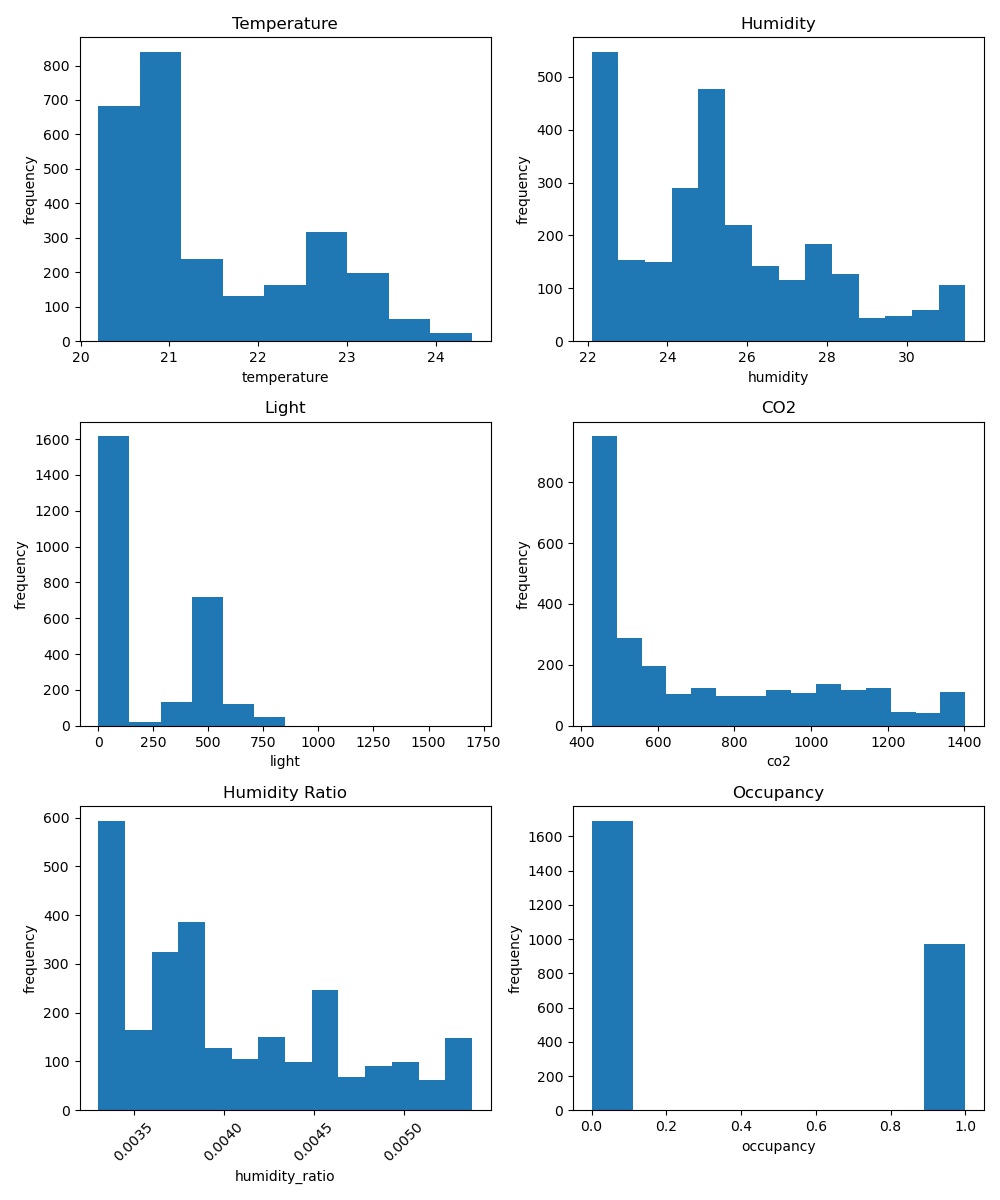 Temperature
800
700
600
500
400
300
200
100
0
frequency
20 21 22 23 24
temperature
Humidity
500
400
300
200
100
0
frequency
22 24 26 28 30
humidity
Light
1600
1400
1200
1000
800
600
400
200
0
frequency
0 250 500 750 1000 1250 1500 1750
light
CO2
800
600
400
200
0
frequency
400 600 800 1000 1200 1400
co2
Humidity Ratio
600
500
400
300
200
100
0
frequency
0.0035 0.0040 0.0045 0.0050
humidity_ratio
Occupancy
1600
1400
1200
1000
800
600
400
200
0
frequency
0.0 0.2 0.4 0.6 0.8 1.0
occupancy